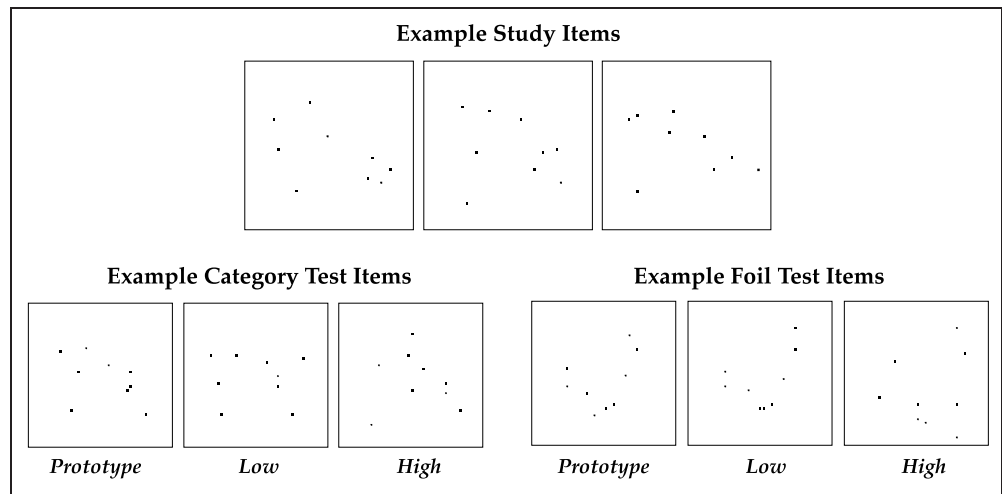 Example Study Items
Example Category Test Items
Example Foil Test Items
Prototype
Low
High
Prototype
Low
High